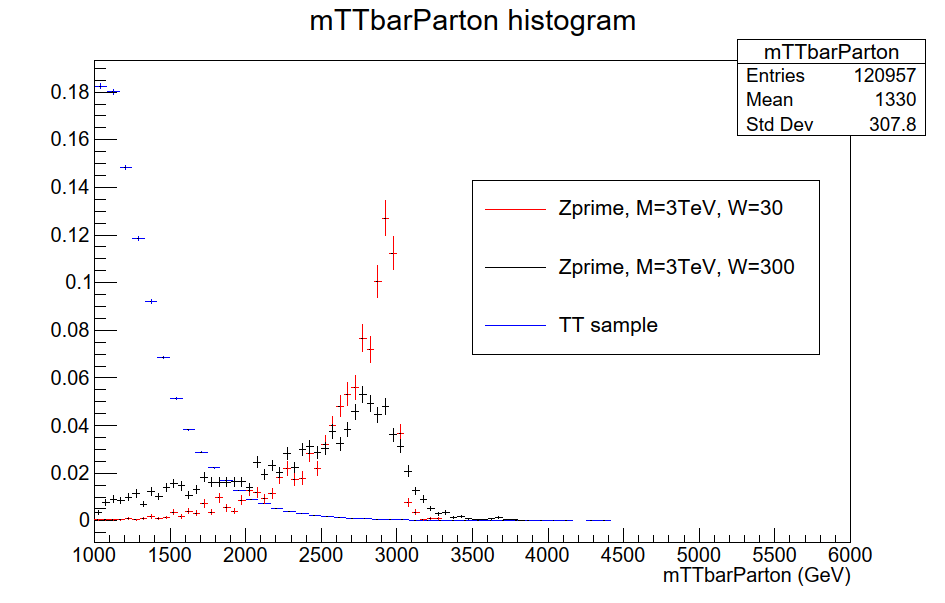 mTTbarParton histogram
mTTbarParton
Entries 120957
Mean 1330
Std Dev 307.8
0.18
0.16
0.14
0.12
0.1
0.08
0.06
0.04
0.02
0
Zprime, M=3TeV, W=30
Zprime, M=3TeV, W=300
TT sample
1000 1500 2000 2500 3000 3500 4000 4500 5000 5500 6000
mTTbarParton (GeV)